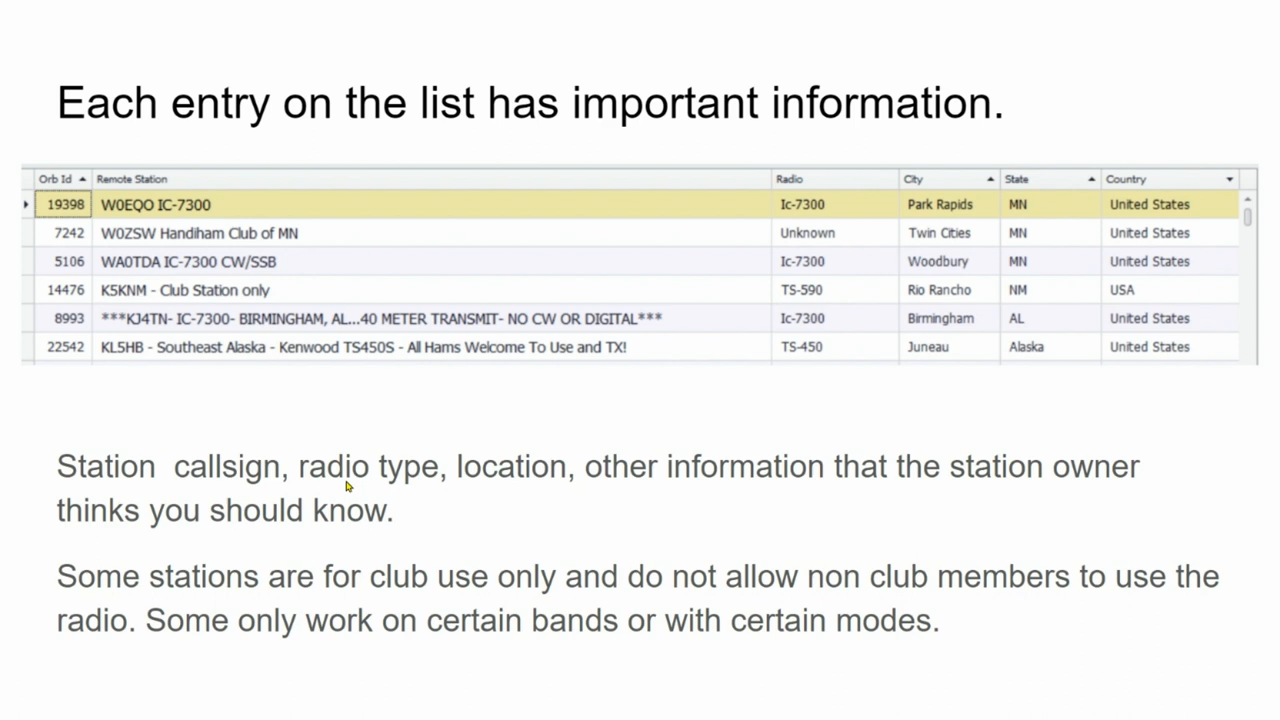 Each entry on the list has important information.
Orb Id Remote Station Radio City State Country
19398 W0EQO IC-7300 Ic-7300 Park Rapids MN United States
7242 W0ZSW Handiham Club of MN Unknown Twin Cities MN United States
5106 WA0TDA IC-7300 CW/SSB Ic-7300 Woodbury MN United States
14476 K5KNM - Club Station only TS-590 Rio Rancho NM USA
8993 ***KJ4TN- IC-7300- BIRMINGHAM, AL...40 METER TRANSMIT- NO CW OR DIGITAL*** Ic-7300 Birmingham AL United States
22542 KL5HB - Southeast Alaska - Kenwood TS450S - All Hams Welcome To Use and TX! TS-450 Juneau Alaska United States
Station callsign, radio type, location, other information that the station owner
thinks you should know.
Some stations are for club use only and do not allow non club members to use the
radio. Some only work on certain bands or with certain modes.